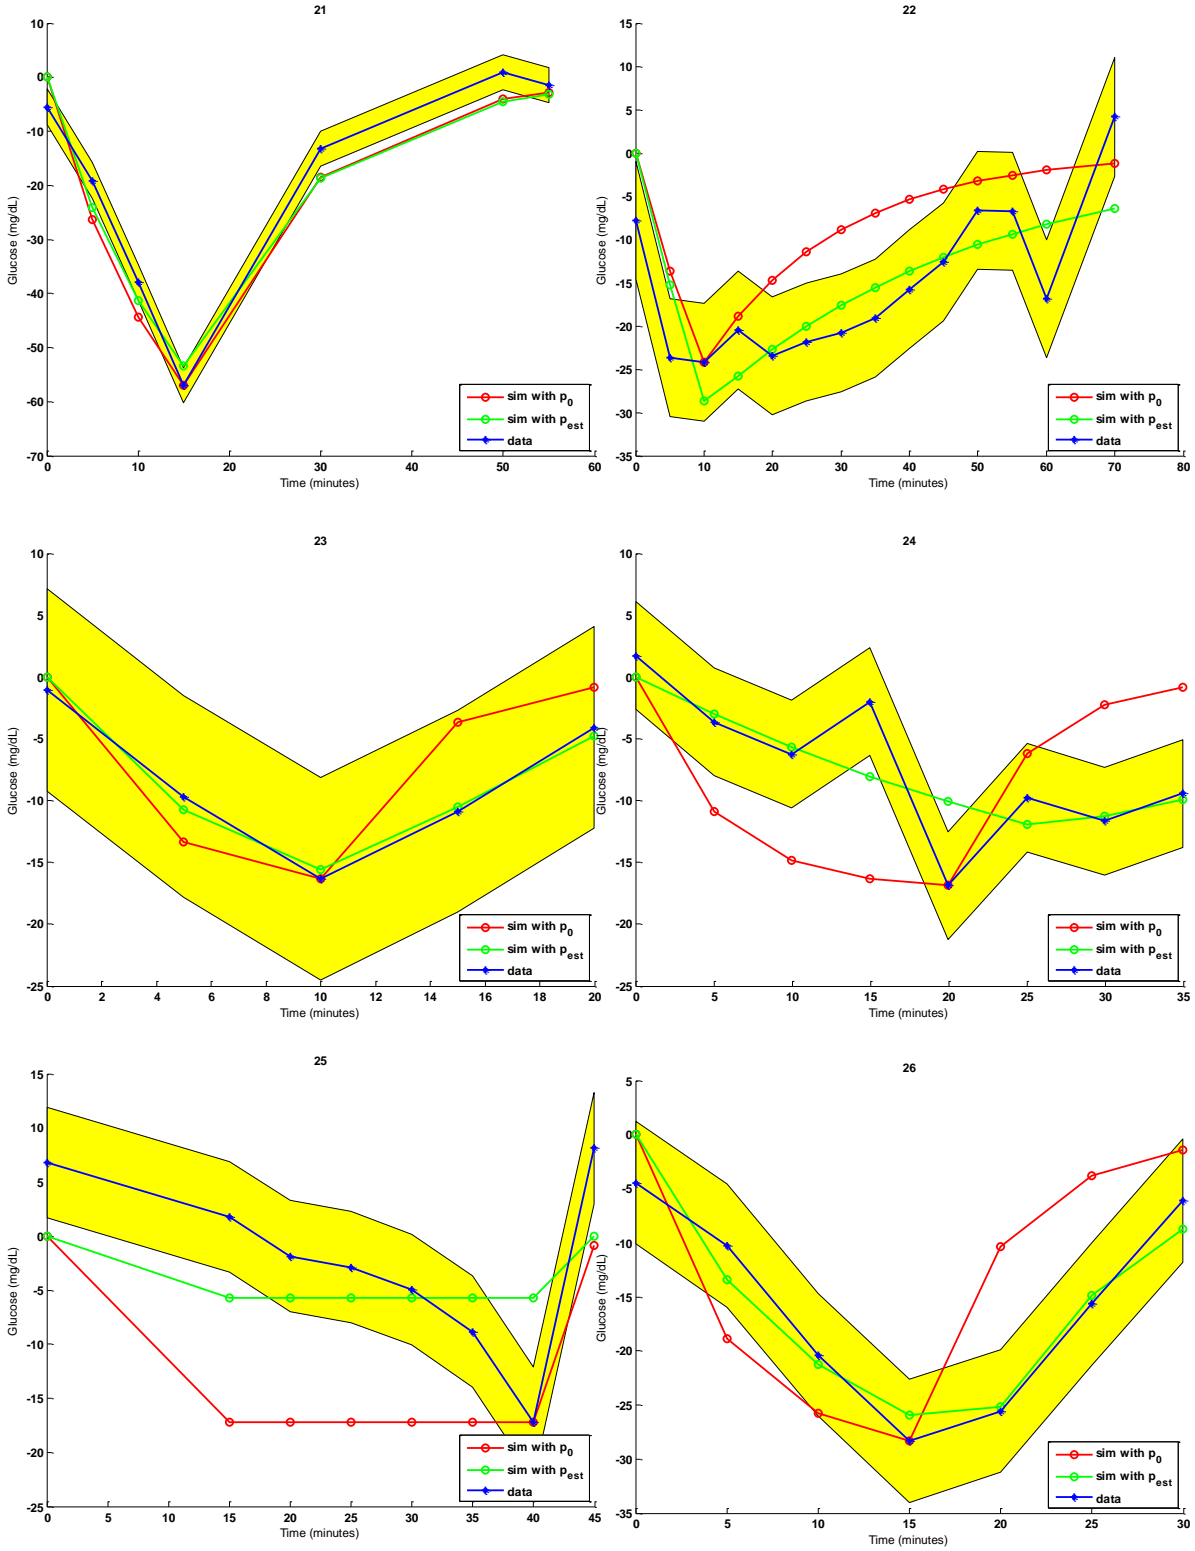 21
10
0
-10
-20
-30
-40
-50
-60
-70
Glucose (mg/dL)
0 10 20 30 40 50 60
Time (minutes)
sim with p0
sim with pest
data
22
15
10
5
0
-5
-10
-15
-20
-25
-30
-35
Glucose (mg/dL)
0 10 20 30 40 50 60 70 80
Time (minutes)
sim with p0
sim with pest
data
23
10
5
0
-5
-10
-15
-20
-25
Glucose (mg/dL)
0 2 4 6 8 10 12 14 16 18 20
Time (minutes)
sim with p0
sim with pest
data
24
10
5
0
-5
-10
-15
-20
-25
Glucose (mg/dL)
0 5 10 15 20 25 30 35
Time (minutes)
sim with p0
sim with pest
data
25
15
10
5
0
-5
-10
-15
-20
-25
Glucose (mg/dL)
0 5 10 15 20 25 30 35 40 45
Time (minutes)
sim with p0
sim with pest
data
26
5
0
-5
-10
-15
-20
-25
-30
-35
Glucose (mg/dL)
0 5 10 15 20 25 30
Time (minutes)
sim with p0
sim with pest
data